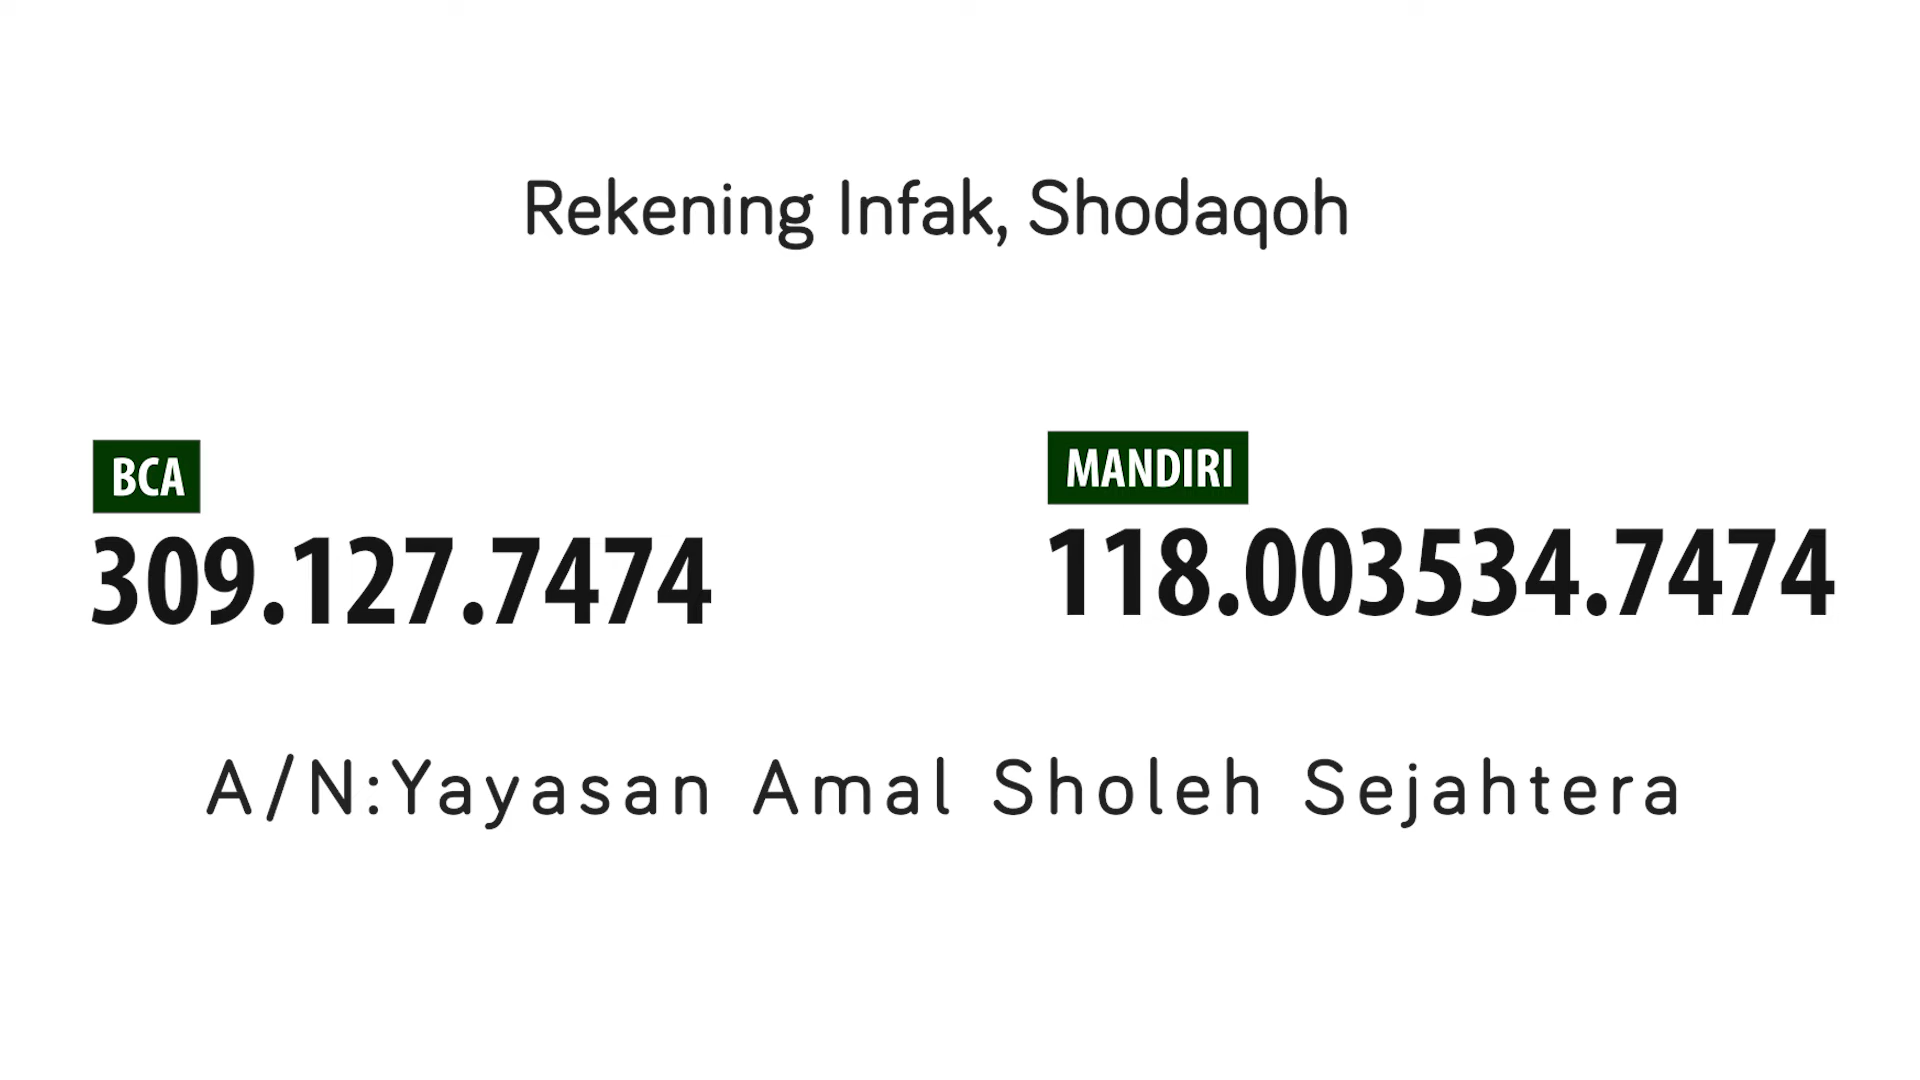 Rekening Infak, Shodaqoh
BCA
309.127.7474
MANDIRI
118.003534.7474
A/N:Yayasan Amal Sholeh Sejahtera